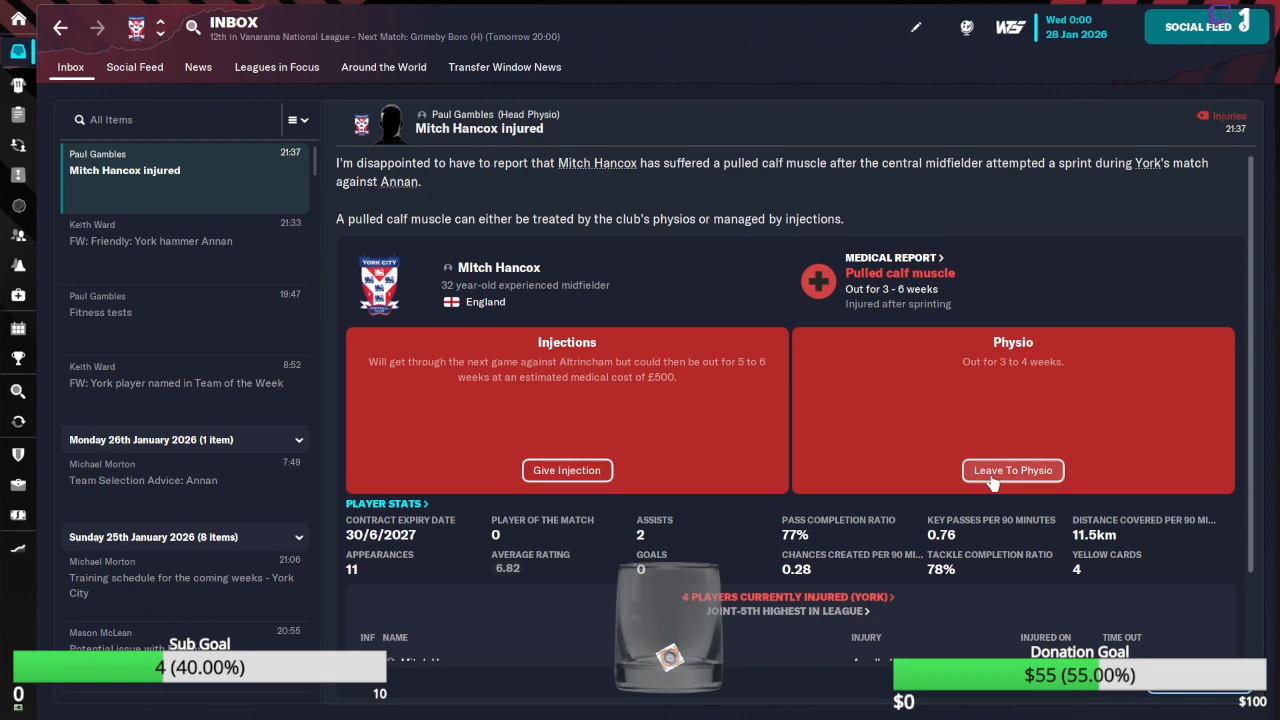 INBOX
12th in Vanarama National League - Next Match: Grimsby Boro (H) (Tomorrow 20:00)
Wed 0:00
28 Jan 2026
SOCIAL FEED
1
Inbox
Social Feed
News
Leagues in Focus
Around the World
Transfer Window News
All Items
Paul Gambles
21:37
Mitch Hancox injured
Keith Ward
21:33
FW: Friendly: York hammer Annan
Paul Gambles
19:47
Fitness tests
Keith Ward
8:52
FW: York player named in Team of the Week
Monday 26th January 2026 (1 item)
Michael Morton
7:49
Team Selection Advice: Annan
Sunday 25th January 2026 (8 items)
Michael Morton
21:06
Training schedule for the coming weeks - York
City
Mason McLean
20:55
Paul Gambles (Head Physio)
Mitch Hancox injured
Injuries
21:37
I'm disappointed to have to report that Mitch Hancox has suffered a pulled calf muscle after the central midfielder attempted a sprint during York's match
against Annan.
A pulled calf muscle can either be treated by the club's physios or managed by injections.
YORK CITY
Mitch Hancox
32 year-old experienced midfielder
England
MEDICAL REPORT >
Pulled calf muscle
Out for 3 - 6 weeks
Injured after sprinting
Injections
Will get through the next game against Altrincham but could then be out for 5 to 6
weeks at an estimated medical cost of £500.
Give Injection
Physio
Out for 3 to 4 weeks.
Leave To Physio
PLAYER STATS >
CONTRACT EXPIRY DATE
30/6/2027
PLAYER OF THE MATCH
0
ASSISTS
2
PASS COMPLETION RATIO
77%
KEY PASSES PER 90 MINUTES
0.76
DISTANCE COVERED PER 90 MI...
11.5km
APPEARANCES
11
AVERAGE RATING
6.82
GOALS
0
CHANCES CREATED PER 90 MI...
0.28
TACKLE COMPLETION RATIO
78%
YELLOW CARDS
4
4 PLAYERS CURRENTLY INJURED (YORK) >
JOINT-5TH HIGHEST IN LEAGUE >
INF NAME
INJURY
INJURED ON
TIME OUT
Sub Goal
4 (40.00%)
0
10
Donation Goal
$55 (55.00%)
$0
$100